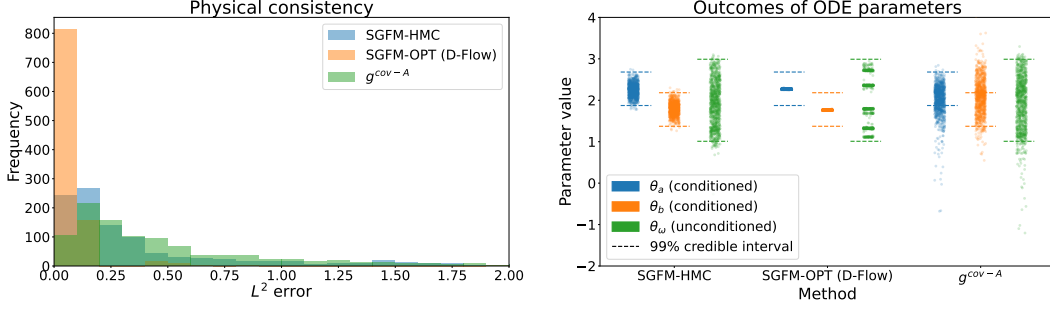 Physical consistency
800
700
600
500
400
300
200
100
0
Frequency
0.00
0.25
0.50
0.75
1.00
1.25
1.50
1.75
2.00
L² error
SGFM-HMC
SGFM-OPT (D-Flow)
g^{cov-A}
Outcomes of ODE parameters
4
3
2
1
0
−1
−2
Parameter value
θ_a (conditioned)
θ_b (conditioned)
θ_ω (unconditioned)
99% credible interval
SGFM-HMC
SGFM-OPT (D-Flow)
g^{cov-A}
Method